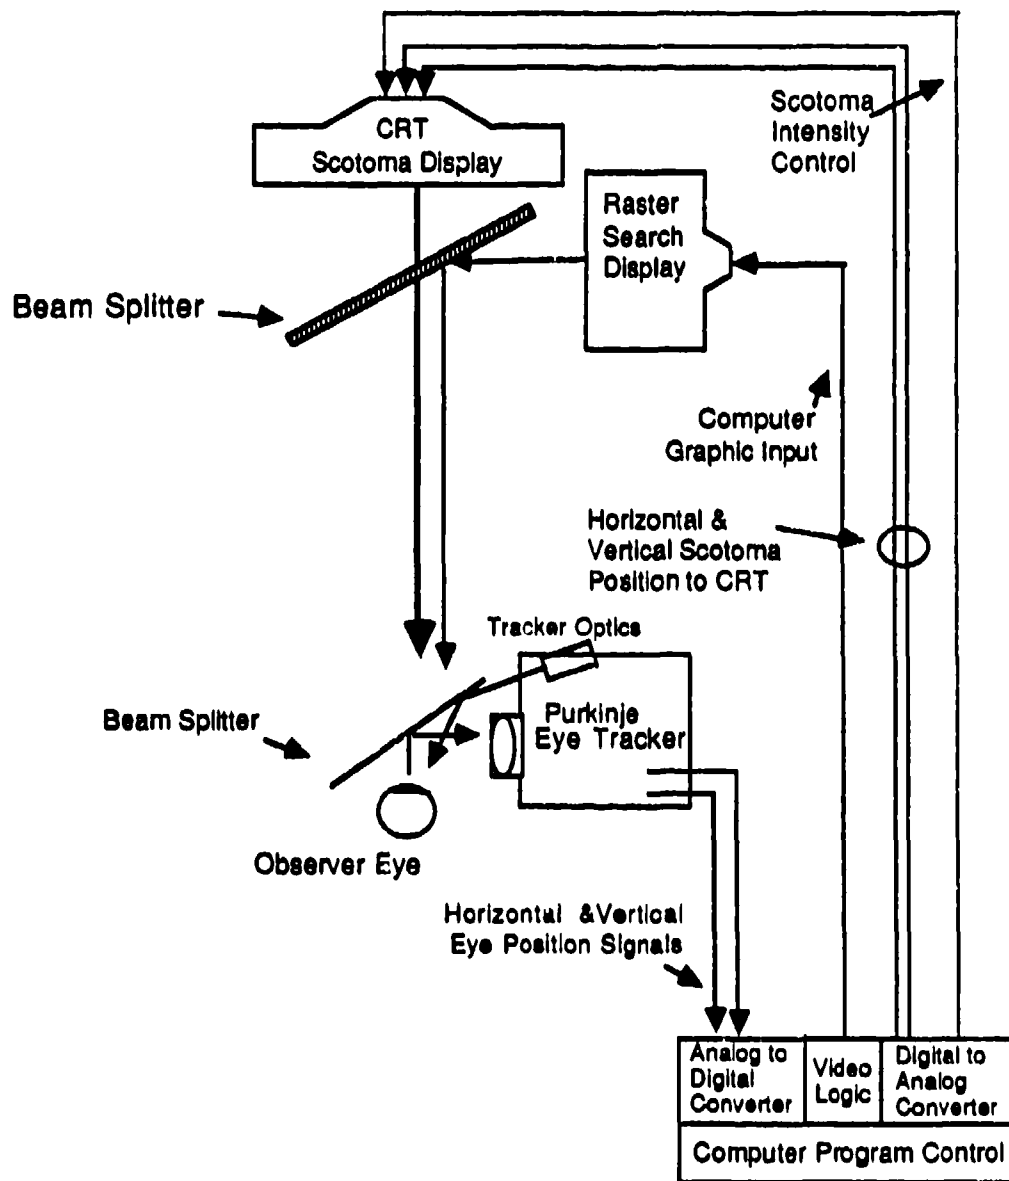 Scotoma
Intensity
Control
CRT
Scotoma Display
Raster
Search
Display
Beam Splitter
Computer
Graphic Input
Horizontal &
Vertical Scotoma
Position to CRT
Tracker Optics
Purkinje
Eye Tracker
Beam Splitter
Observer Eye
Horizontal &Vertical
Eye Position Signals
Analog to
Digital
Converter
Video
Logic
Digital to
Analog
Converter
Computer Program Control